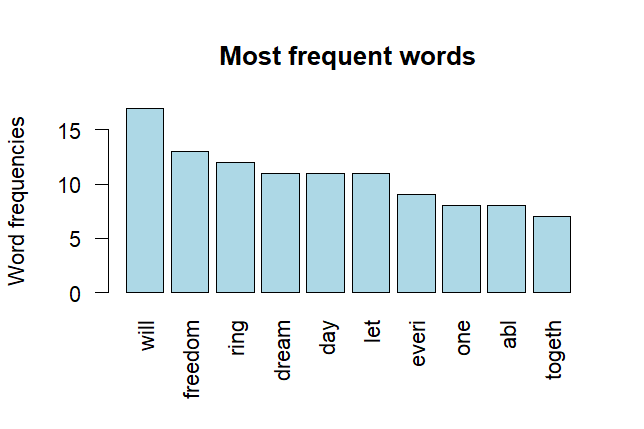 Most frequent words
Word frequencies
15
10
5
0
will
freedom
ring
dream
day
let
everi
one
abl
togeth